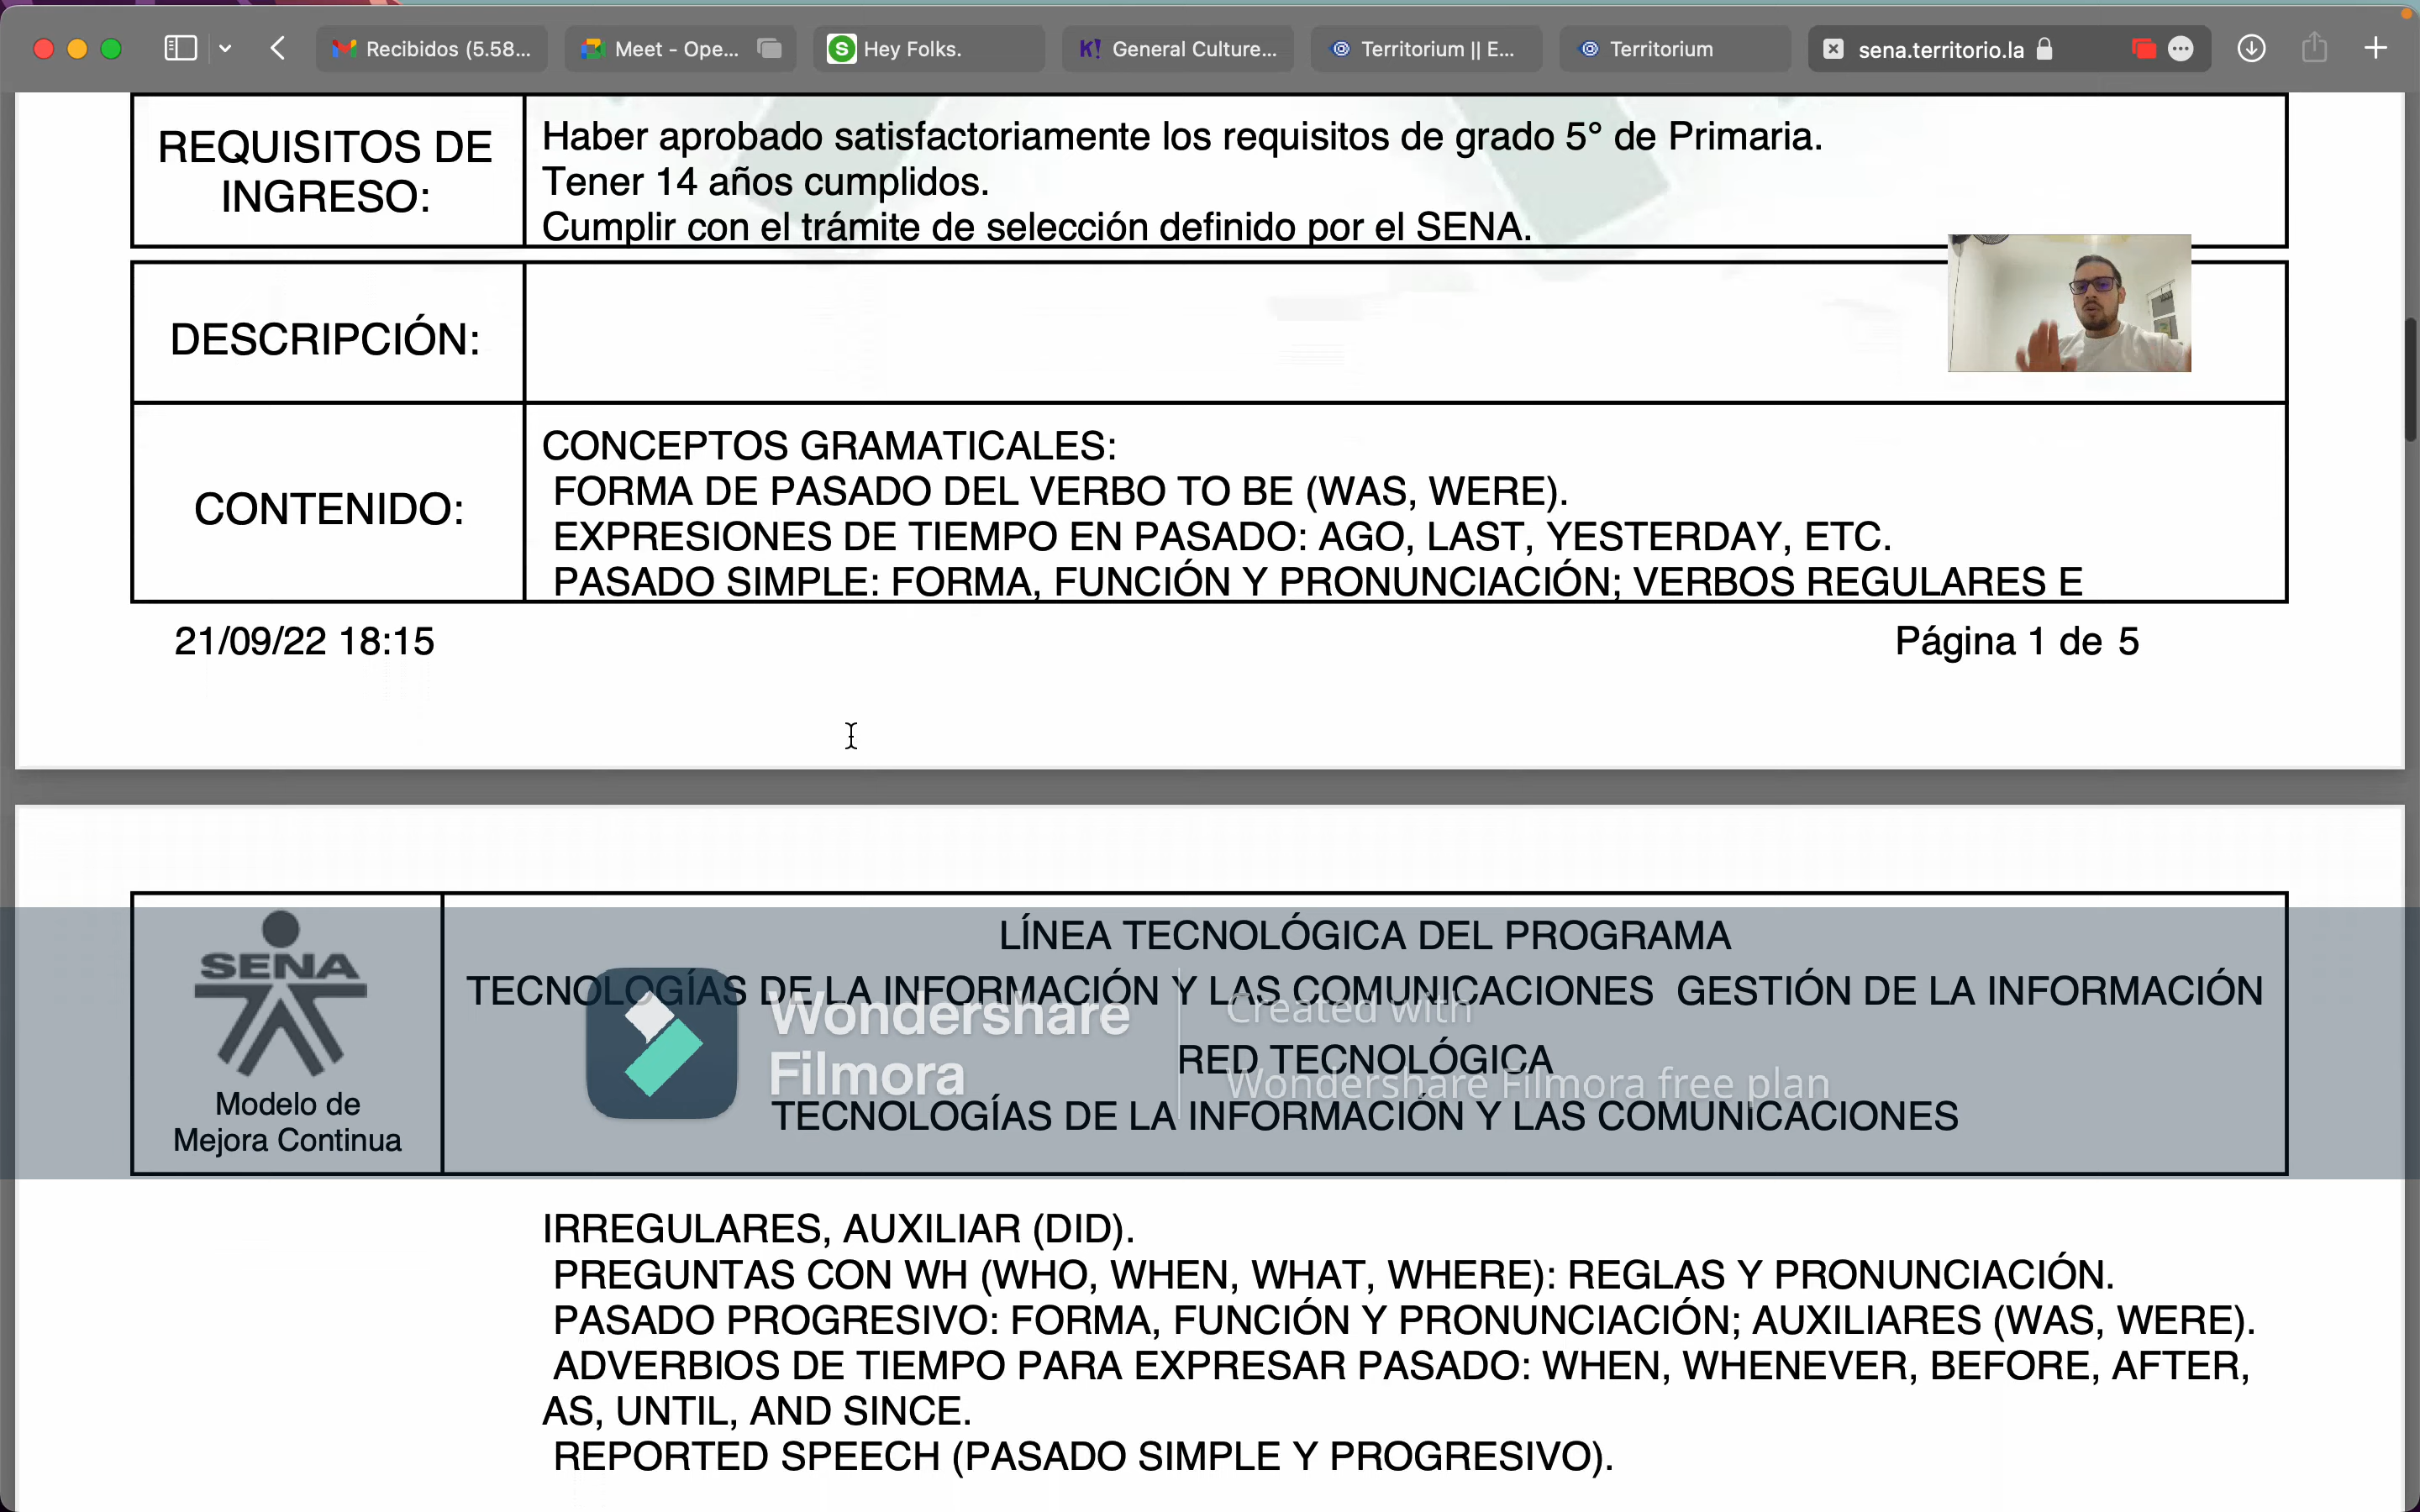 Recibidos (5.58...
Meet - Ope...
S Hey Folks.
K! General Culture...
Territorium || E...
Territorium
sena.territorio.la
REQUISITOS DE
INGRESO:
Haber aprobado satisfactoriamente los requisitos de grado 5° de Primaria.
Tener 14 años cumplidos.
Cumplir con el trámite de selección definido por el SENA.
DESCRIPCIÓN:
CONTENIDO:
CONCEPTOS GRAMATICALES:
FORMA DE PASADO DEL VERBO TO BE (WAS, WERE).
EXPRESIONES DE TIEMPO EN PASADO: AGO, LAST, YESTERDAY, ETC.
PASADO SIMPLE: FORMA, FUNCIÓN Y PRONUNCIACIÓN; VERBOS REGULARES E
21/09/22 18:15
Página 1 de 5
SENA
Modelo de
Mejora Continua
LÍNEA TECNOLÓGICA DEL PROGRAMA
TECNOLOGÍAS DE LA INFORMACIÓN Y LAS COMUNICACIONES GESTIÓN DE LA INFORMACIÓN
RED TECNOLÓGICA
TECNOLOGÍAS DE LA INFORMACIÓN Y LAS COMUNICACIONES
Wondershare
Filmora
Created with
Wondershare Filmora free plan
IRREGULARES, AUXILIAR (DID).
PREGUNTAS CON WH (WHO, WHEN, WHAT, WHERE): REGLAS Y PRONUNCIACIÓN.
PASADO PROGRESIVO: FORMA, FUNCIÓN Y PRONUNCIACIÓN; AUXILIARES (WAS, WERE).
ADVERBIOS DE TIEMPO PARA EXPRESAR PASADO: WHEN, WHENEVER, BEFORE, AFTER,
AS, UNTIL, AND SINCE.
REPORTED SPEECH (PASADO SIMPLE Y PROGRESIVO).